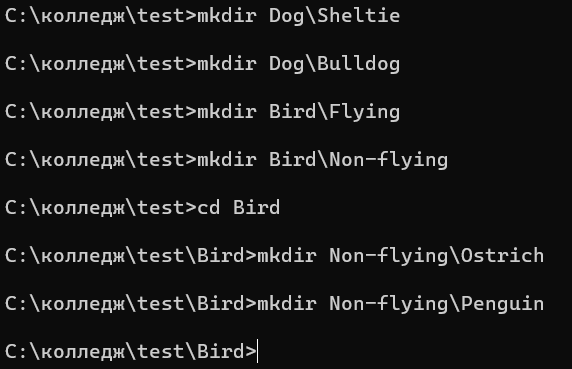 C:\колледж\test>mkdir Dog\Sheltie
C:\колледж\test>mkdir Dog\Bulldog
C:\колледж\test>mkdir Bird\Flying
C:\колледж\test>mkdir Bird\Non-flying
C:\колледж\test>cd Bird
C:\колледж\test\Bird>mkdir Non-flying\Ostrich
C:\колледж\test\Bird>mkdir Non-flying\Penguin
C:\колледж\test\Bird>